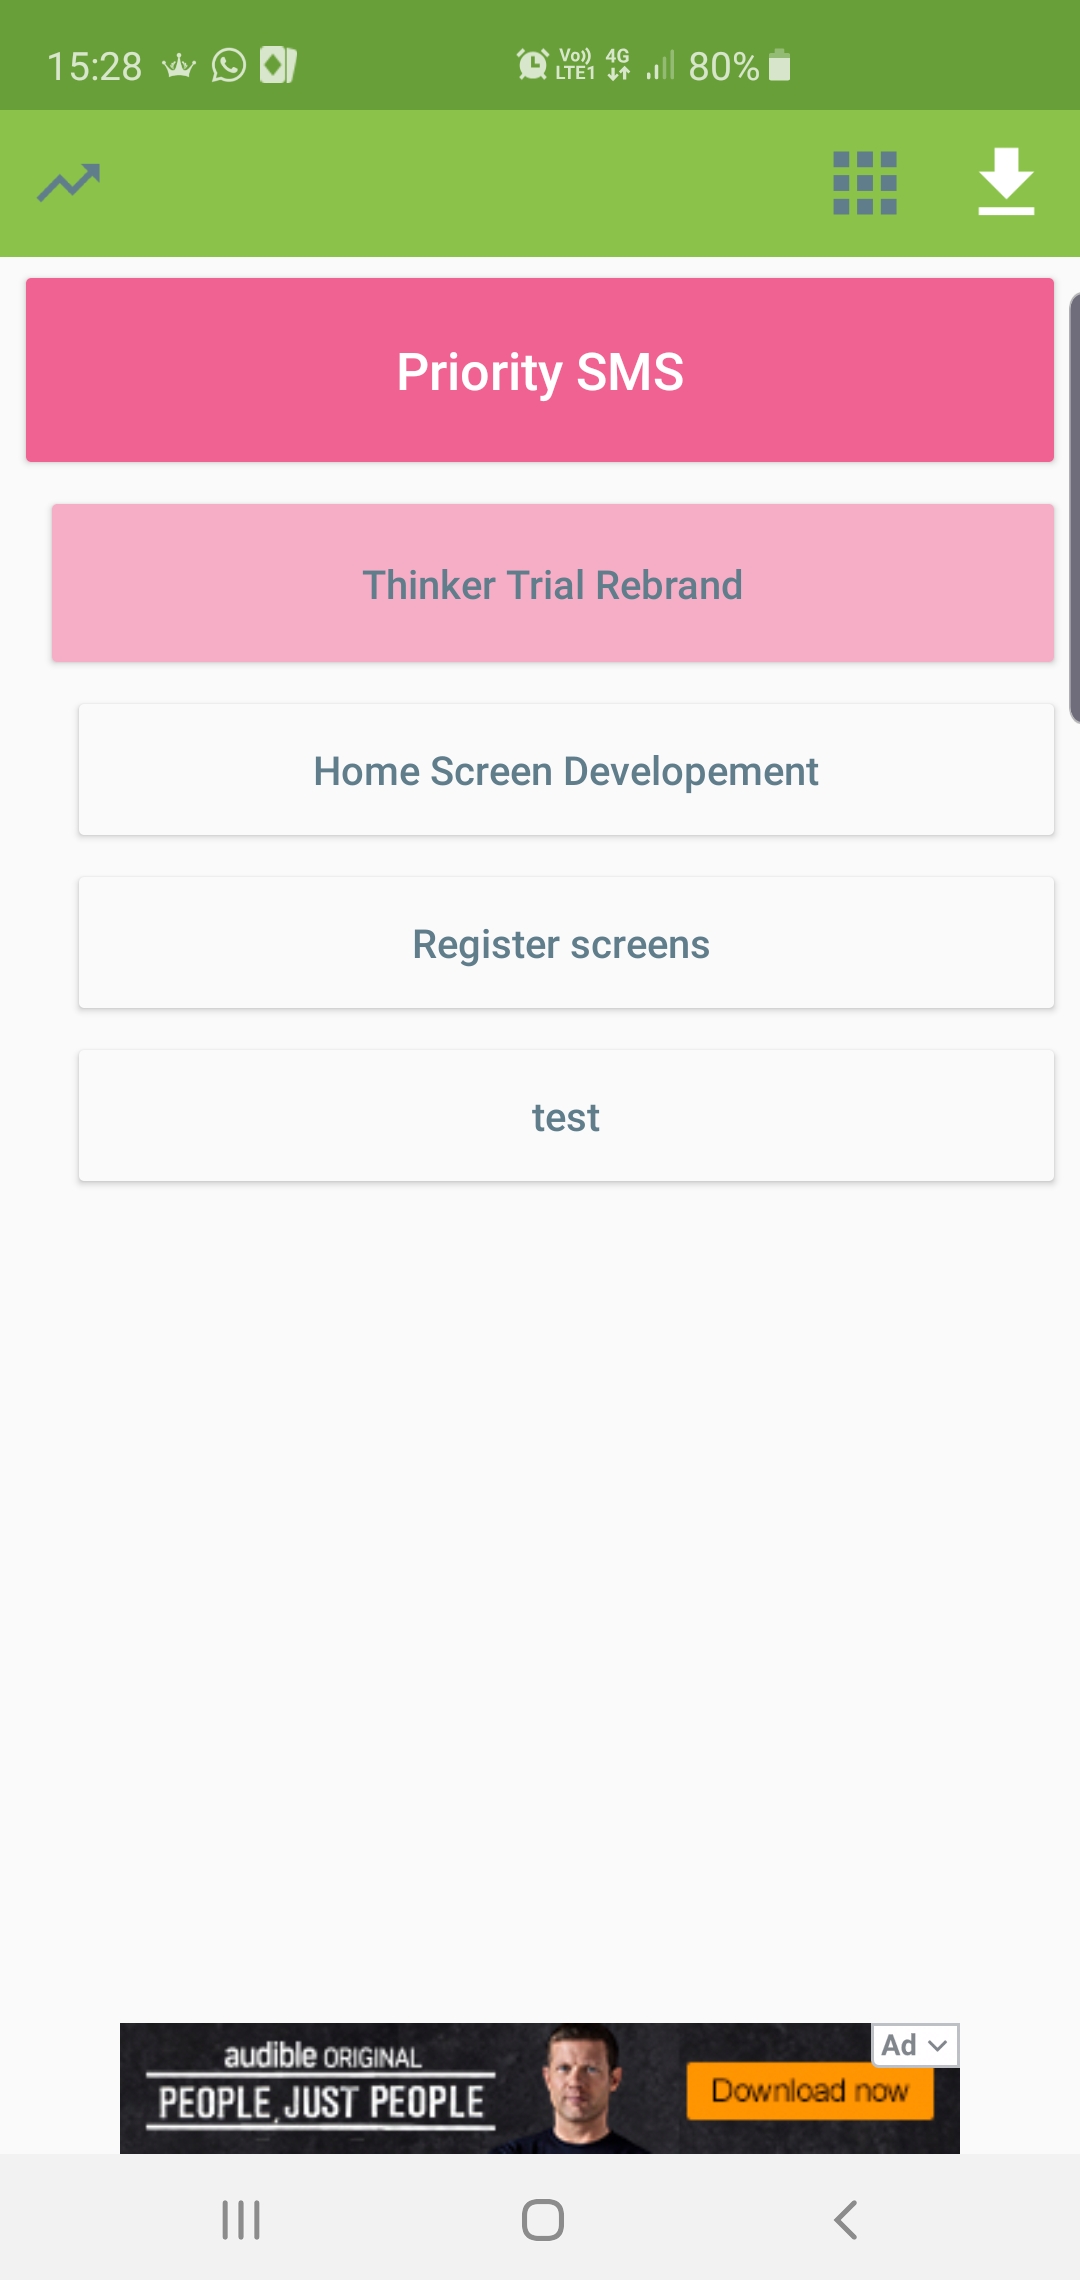 15:28 Vo)) LTE1 4G 80%
Priority SMS
Thinker Trial Rebrand
Home Screen Developement
Register screens
test
Ad
audible ORIGINAL
PEOPLE, JUST PEOPLE
Download now